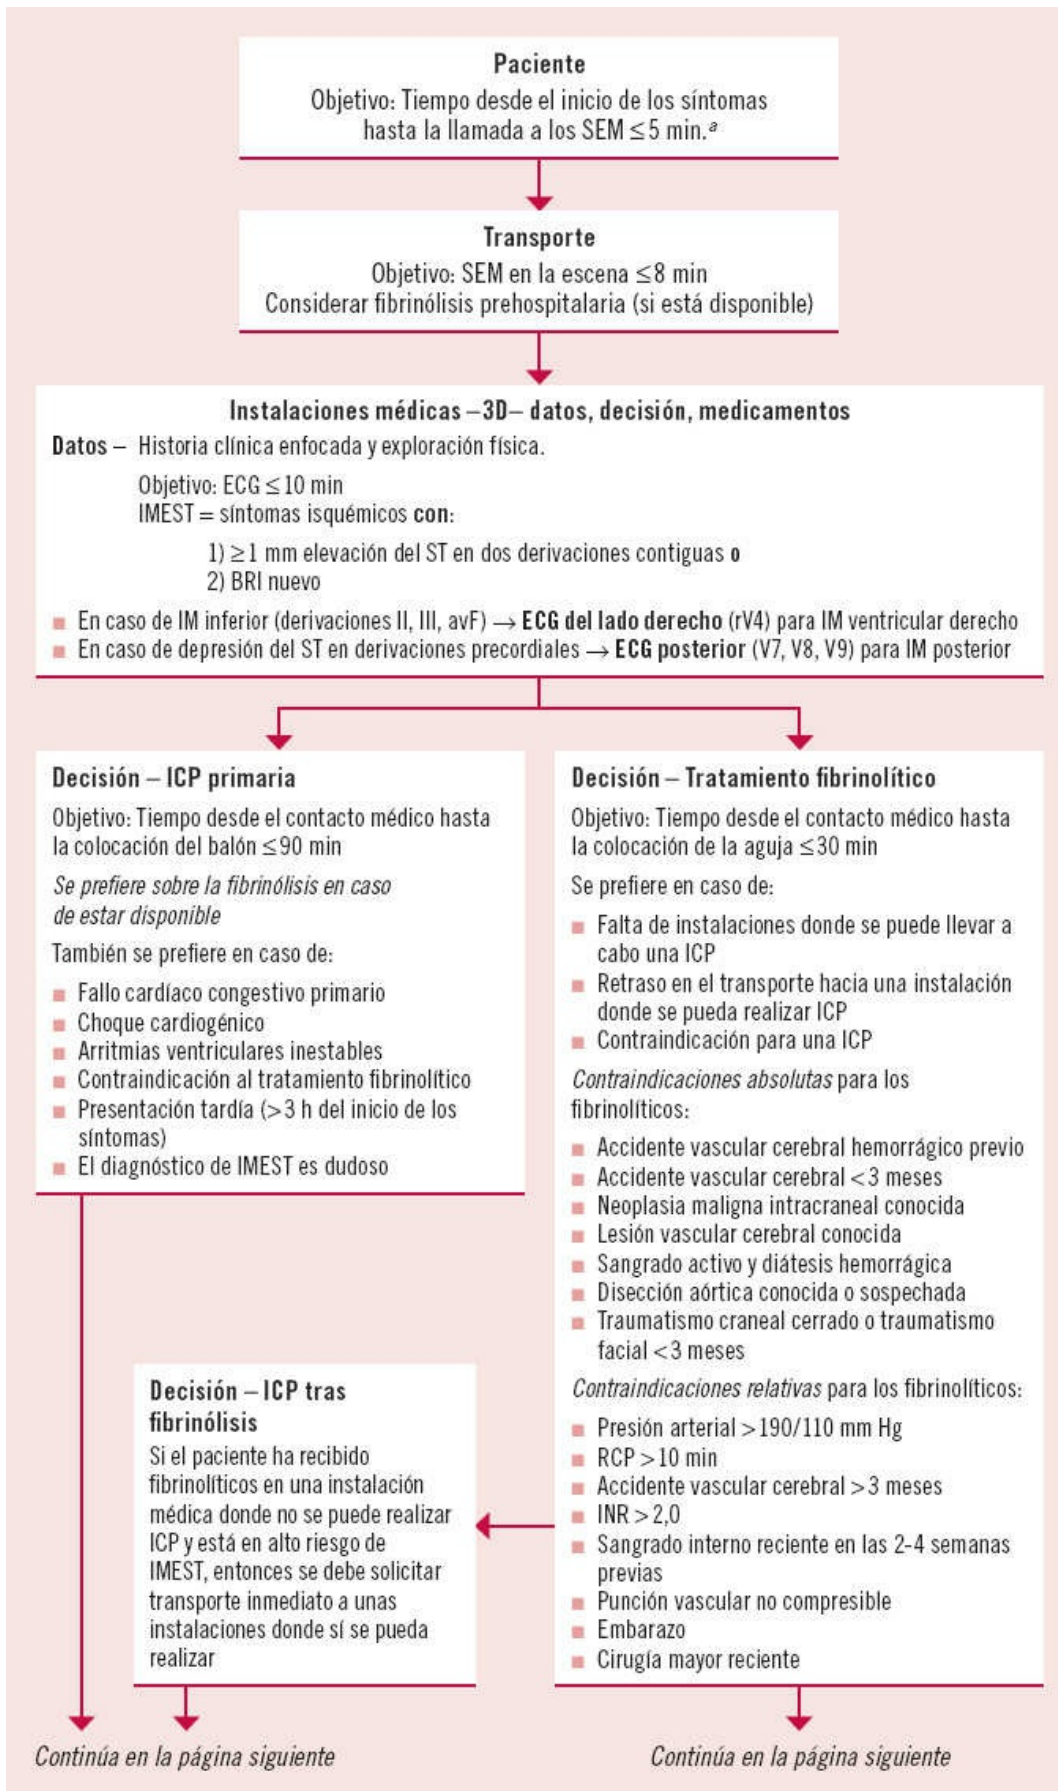 Paciente
Objetivo: Tiempo desde el inicio de los síntomas
hasta la llamada a los SEM ≤5 min.a
Transporte
Objetivo: SEM en la escena ≤8 min
Considerar fibrinólisis prehospitalaria (si está disponible)
Instalaciones médicas –3D– datos, decisión, medicamentos
Datos – Historia clínica enfocada y exploración física.
Objetivo: ECG ≤10 min
IMEST = síntomas isquémicos con:
1) ≥1 mm elevación del ST en dos derivaciones contiguas o
2) BRI nuevo
■ En caso de IM inferior (derivaciones II, III, avF) → ECG del lado derecho (rV4) para IM ventricular derecho
■ En caso de depresión del ST en derivaciones precordiales → ECG posterior (V7, V8, V9) para IM posterior
Decisión – ICP primaria
Objetivo: Tiempo desde el contacto médico hasta
la colocación del balón ≤90 min
Se prefiere sobre la fibrinólisis en caso
de estar disponible
También se prefiere en caso de:
■ Fallo cardíaco congestivo primario
■ Choque cardiogénico
■ Arritmias ventriculares inestables
■ Contraindicación al tratamiento fibrinolítico
■ Presentación tardía (>3 h del inicio de los
síntomas)
■ El diagnóstico de IMEST es dudoso
Decisión – Tratamiento fibrinolítico
Objetivo: Tiempo desde el contacto médico hasta
la colocación de la aguja ≤30 min
Se prefiere en caso de:
■ Falta de instalaciones donde se puede llevar a
cabo una ICP
■ Retraso en el transporte hacia una instalación
donde se pueda realizar ICP
■ Contraindicación para una ICP
Contraindicaciones absolutas para los
fibrinolíticos:
■ Accidente vascular cerebral hemorrágico previo
■ Accidente vascular cerebral <3 meses
■ Neoplasia maligna intracraneal conocida
■ Lesión vascular cerebral conocida
■ Sangrado activo y diátesis hemorrágica
■ Disección aórtica conocida o sospechada
■ Traumatismo craneal cerrado o traumatismo
facial <3 meses
Contraindicaciones relativas para los fibrinolíticos:
■ Presión arterial >190/110 mm Hg
■ RCP >10 min
■ Accidente vascular cerebral >3 meses
■ INR >2,0
■ Sangrado interno reciente en las 2-4 semanas
previas
■ Punción vascular no compresible
■ Embarazo
■ Cirugía mayor reciente
Decisión – ICP tras
fibrinólisis
Si el paciente ha recibido
fibrinolíticos en una instalación
médica donde no se puede realizar
ICP y está en alto riesgo de
IMEST, entonces se debe solicitar
transporte inmediato a unas
instalaciones donde sí se pueda
realizar
Continúa en la página siguiente
Continúa en la página siguiente